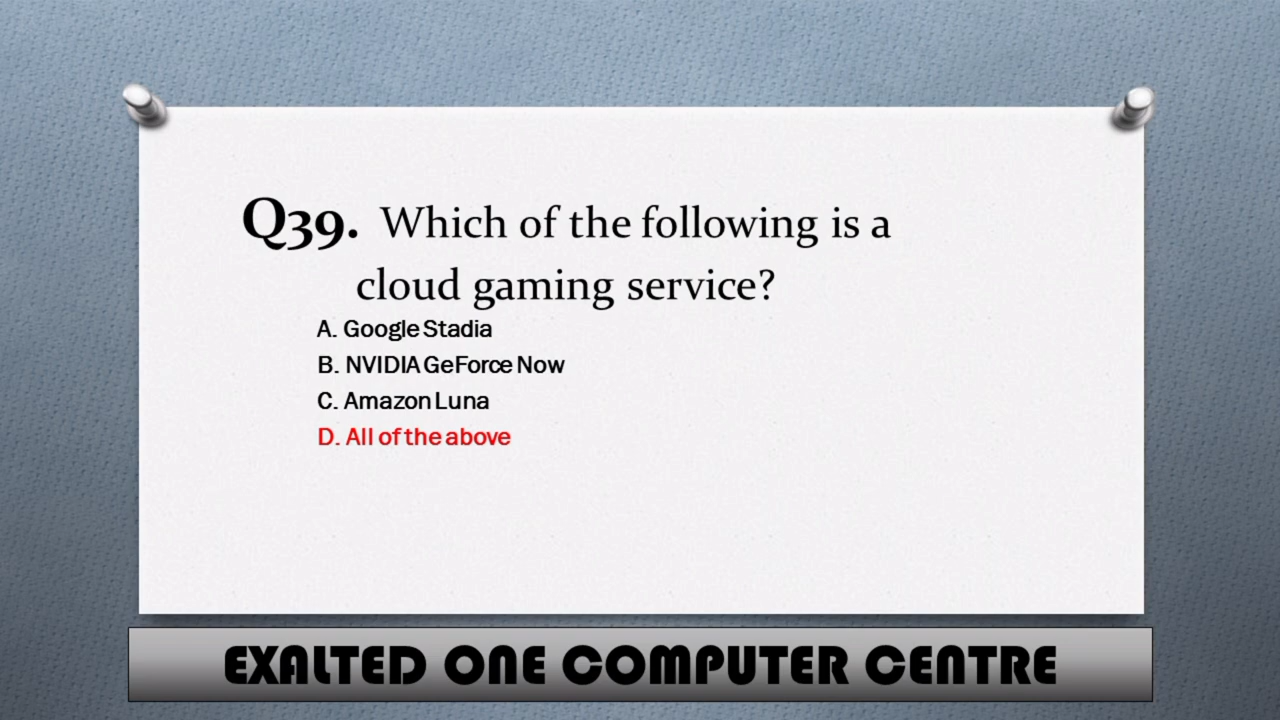 Q39. Which of the following is a
cloud gaming service?
A. Google Stadia
B. NVIDIA GeForce Now
C. Amazon Luna
D. All of the above
EXALTED ONE COMPUTER CENTRE